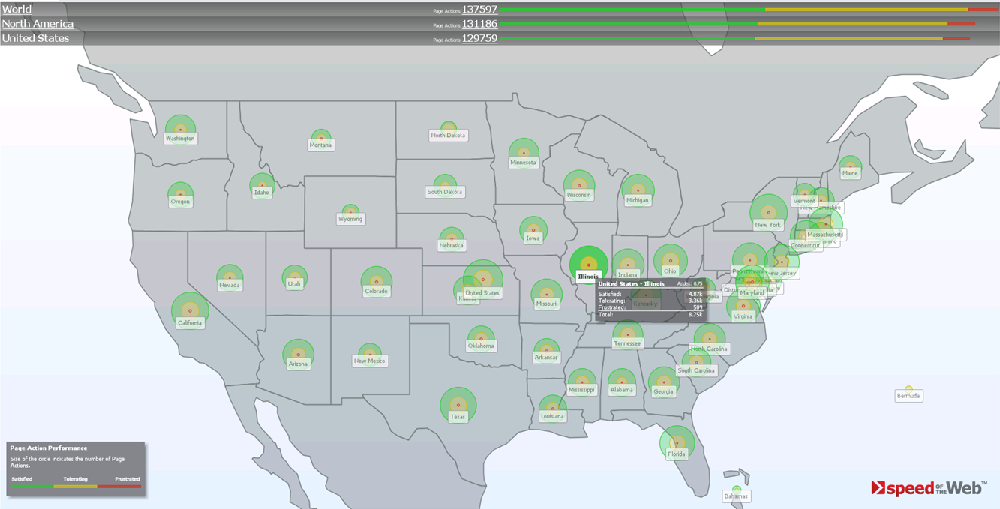 World Page Actions 137597
North America Page Actions 131186
United States Page Actions 129759
Washington
Montana
North Dakota
Minnesota
Maine
Oregon
Idaho
South Dakota
Wisconsin
Michigan
Vermont
New Hampshire
Wyoming
New York
Massachusetts
Iowa
Nebraska
Connecticut
Illinois
Indiana
Ohio
Pennsylvania
New Jersey
Nevada
Utah
Colorado
United States
Missouri
Kentucky
Maryland
United States - Illinois Apdex: 0.75
Satisfied: 4.87k
Tolerating: 3.36k
Frustrated: 509
Total: 8.75k
California
Virginia
Oklahoma
Tennessee
North Carolina
Arizona
New Mexico
Arkansas
South Carolina
Mississippi
Alabama
Georgia
Bermuda
Texas
Louisiana
Florida
Bahamas
Page Action Performance
Size of the circle indicates the number of Page
Actions.
Satisfied Tolerating Frustrated
speed OF THE Web™